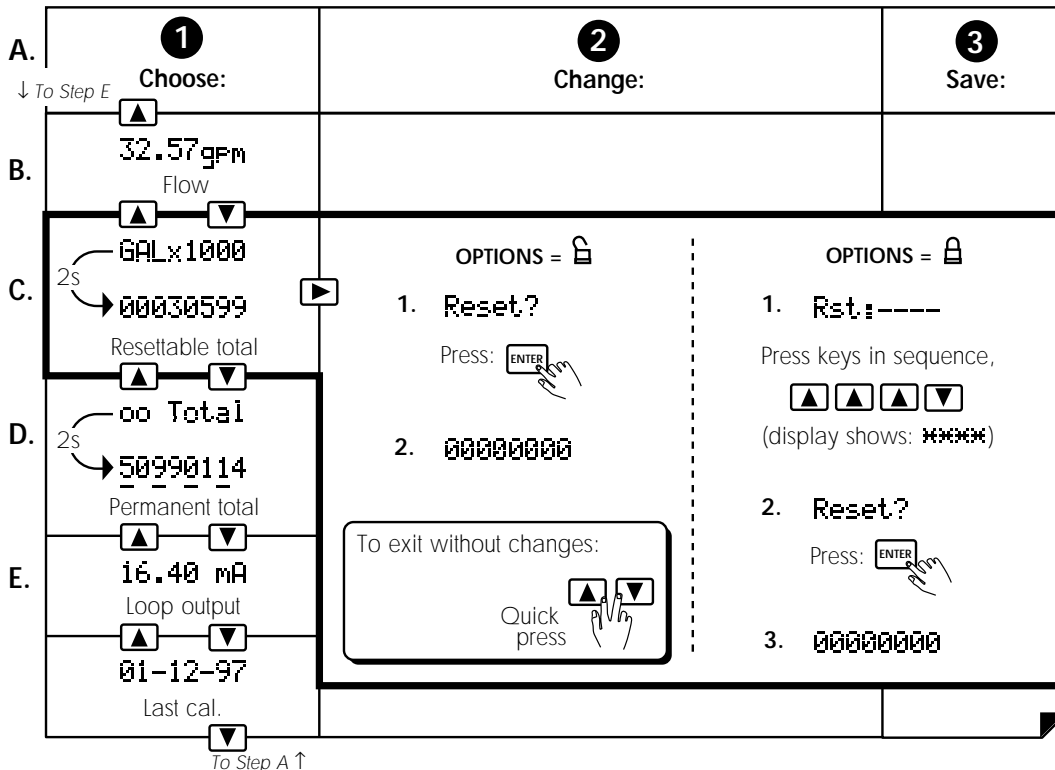 A.
1
Choose:
2
Change:
3
Save:
↓ To Step E
▲
B.
32.57gpm
Flow
▲ ▼
C.
2s
GALx1000
00030599
Resettable total
▶
OPTIONS =
1. Reset?
Press: ENTER
2. 00000000
To exit without changes:
▲ ▼
Quick
press
OPTIONS =
1. Rst:----
Press keys in sequence,
▲ ▲ ▲ ▼
(display shows: ****)
2. Reset?
Press: ENTER
3. 00000000
▲ ▼
D.
2s
oo Total
50990114
Permanent total
▲ ▼
E.
16.40 mA
Loop output
▲ ▼
01-12-97
Last cal.
▼
To Step A ↑